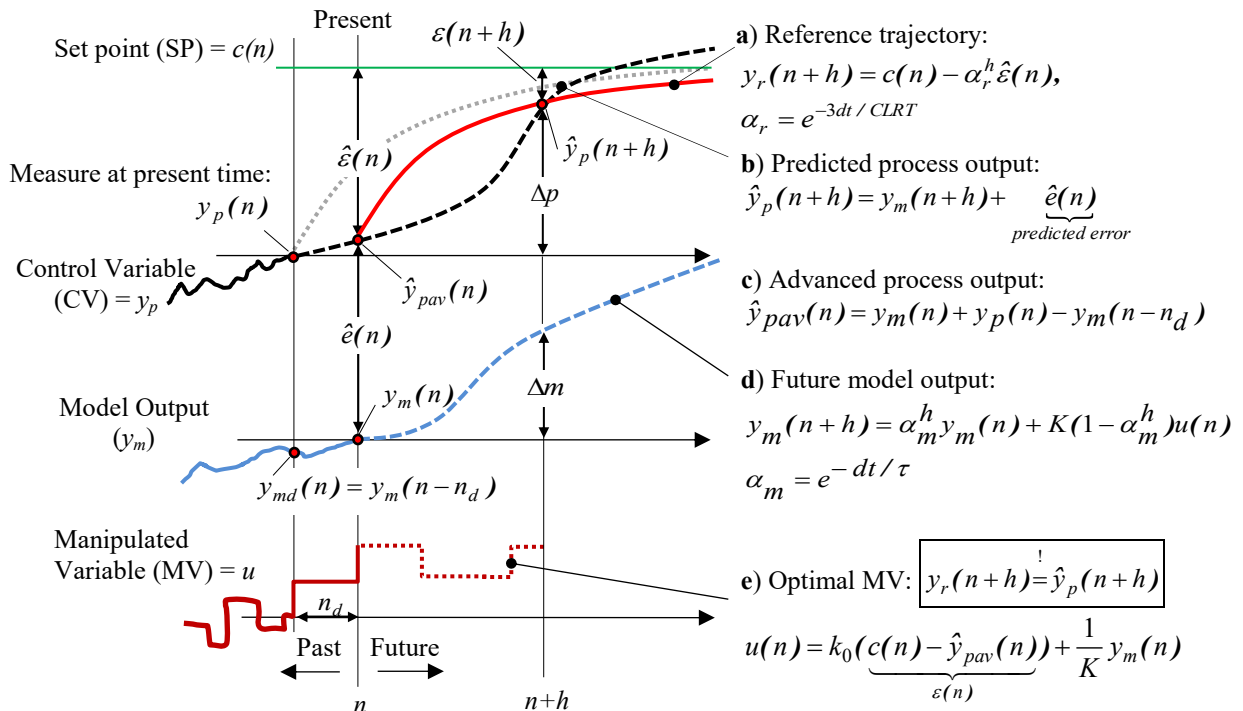 Present
Set point (SP) = c(n)
ε(n+h)
ε̂(n)
Measure at present time:
y_p(n)
ŷ_p(n+h)
Δp
Control Variable
(CV) = y_p
ŷ_pav(n)
ê(n)
Model Output
(y_m)
y_m(n)
Δm
y_md(n) = y_m(n−n_d)
Manipulated
Variable (MV) = u
n_d
Past Future
n n+h
a) Reference trajectory:
y_r(n+h) = c(n) − α_r^h ε̂(n),
α_r = e^{−3dt / CLRT}
b) Predicted process output:
ŷ_p(n+h) = y_m(n+h) + ê(n)
predicted error
c) Advanced process output:
ŷ_pav(n) = y_m(n) + y_p(n) − y_m(n−n_d)
d) Future model output:
y_m(n+h) = α_m^h y_m(n) + K(1−α_m^h)u(n)
α_m = e^{−dt/τ}
e) Optimal MV: y_r(n+h) =! ŷ_p(n+h)
u(n) = k_0(c(n) − ŷ_pav(n)) + 1/K y_m(n)
ε(n)